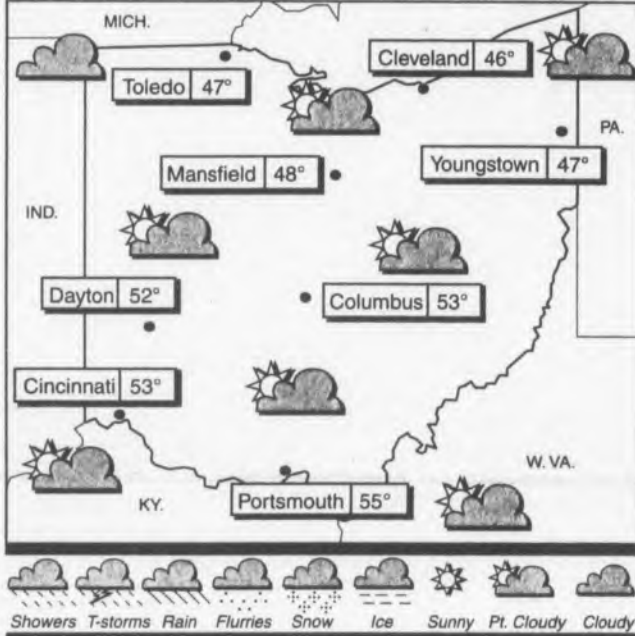 MICH.
Cleveland 46°
Toledo 47°
PA.
Mansfield 48°
Youngstown 47°
IND.
Dayton 52°
Columbus 53°
Cincinnati 53°
W. VA.
KY.
Portsmouth 55°
Showers T-storms Rain Flurries Snow Ice Sunny Pt. Cloudy Cloudy